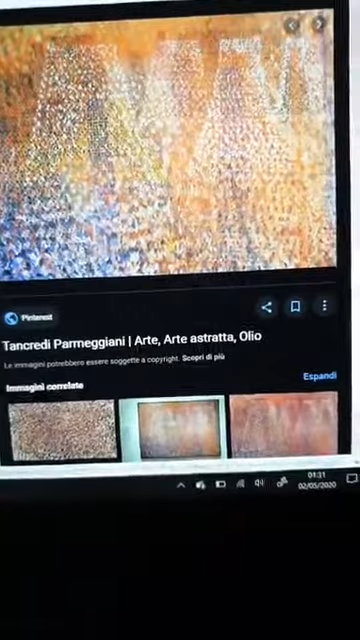 Pinterest
Tancredi Parmeggiani | Arte, Arte astratta, Olio
Le immagini potrebbero essere soggette a copyright. Scopri di più
Espandi
Immagini correlate
01:31
02/05/2020